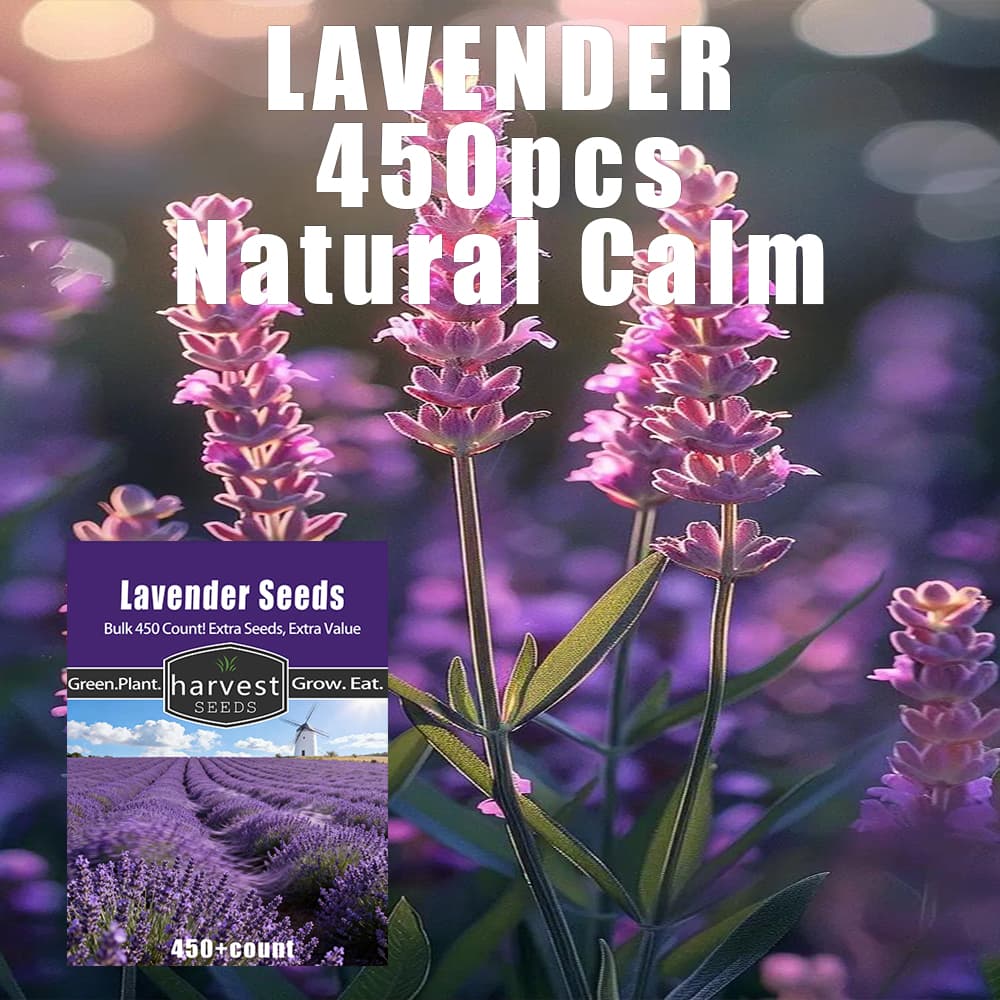 LAVENDER
450pcs
Natural Calm
Lavender Seeds
Bulk 450 Count! Extra Seeds, Extra Value
Green.Plant. harvest Grow. Eat.
SEEDS
450+count